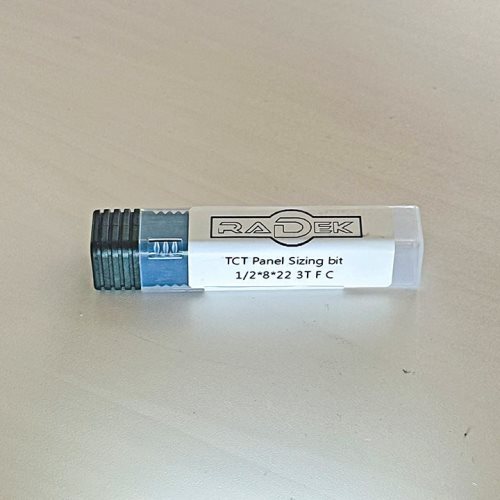 RADEK
TCT Panel Sizing bit
1/2*8*22 3T F C